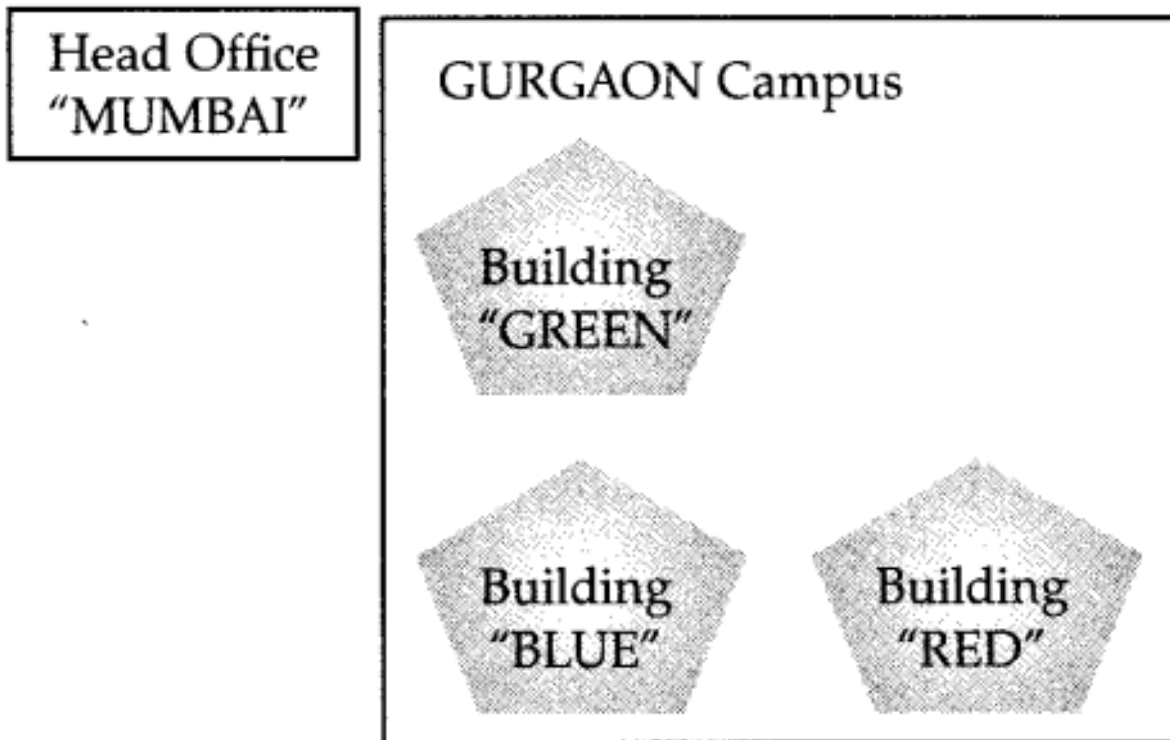 Head Office
“MUMBAI”
GURGAON Campus
Building
“GREEN”
Building
“BLUE”
Building
“RED”